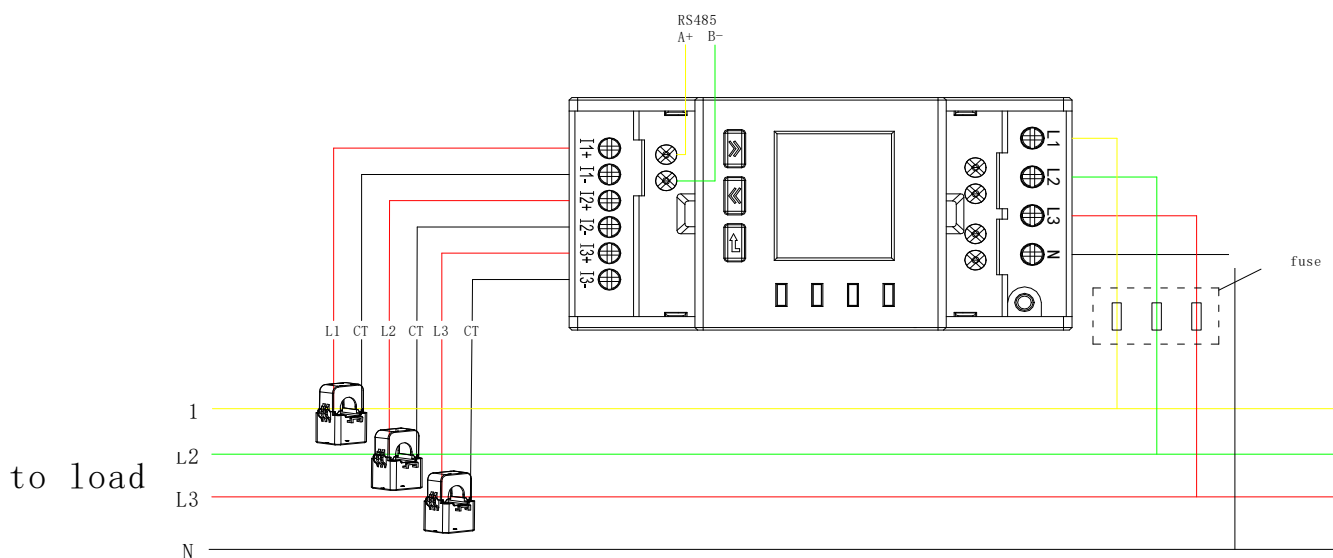 RS485
A+ B-
I1+
I1-
I2+
I2-
I3+
I3-
L1
L2
L3
N
fuse
L1 CT L2 CT L3 CT
1
L2
to load
L3
N